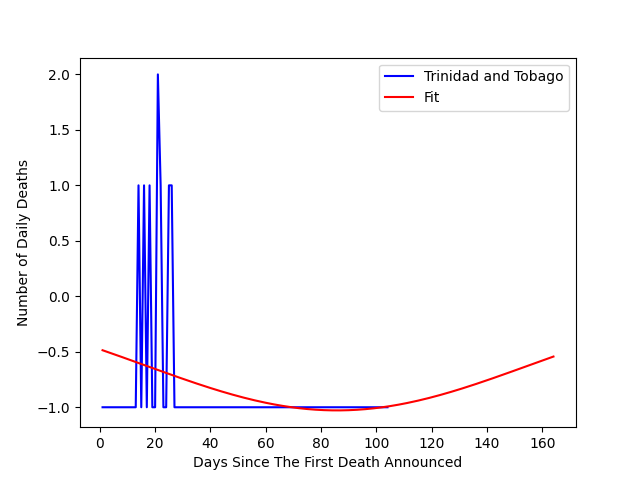 Trinidad and Tobago
Fit
2.0
1.5
1.0
0.5
0.0
−0.5
−1.0
Number of Daily Deaths
0 20 40 60 80 100 120 140 160
Days Since The First Death Announced